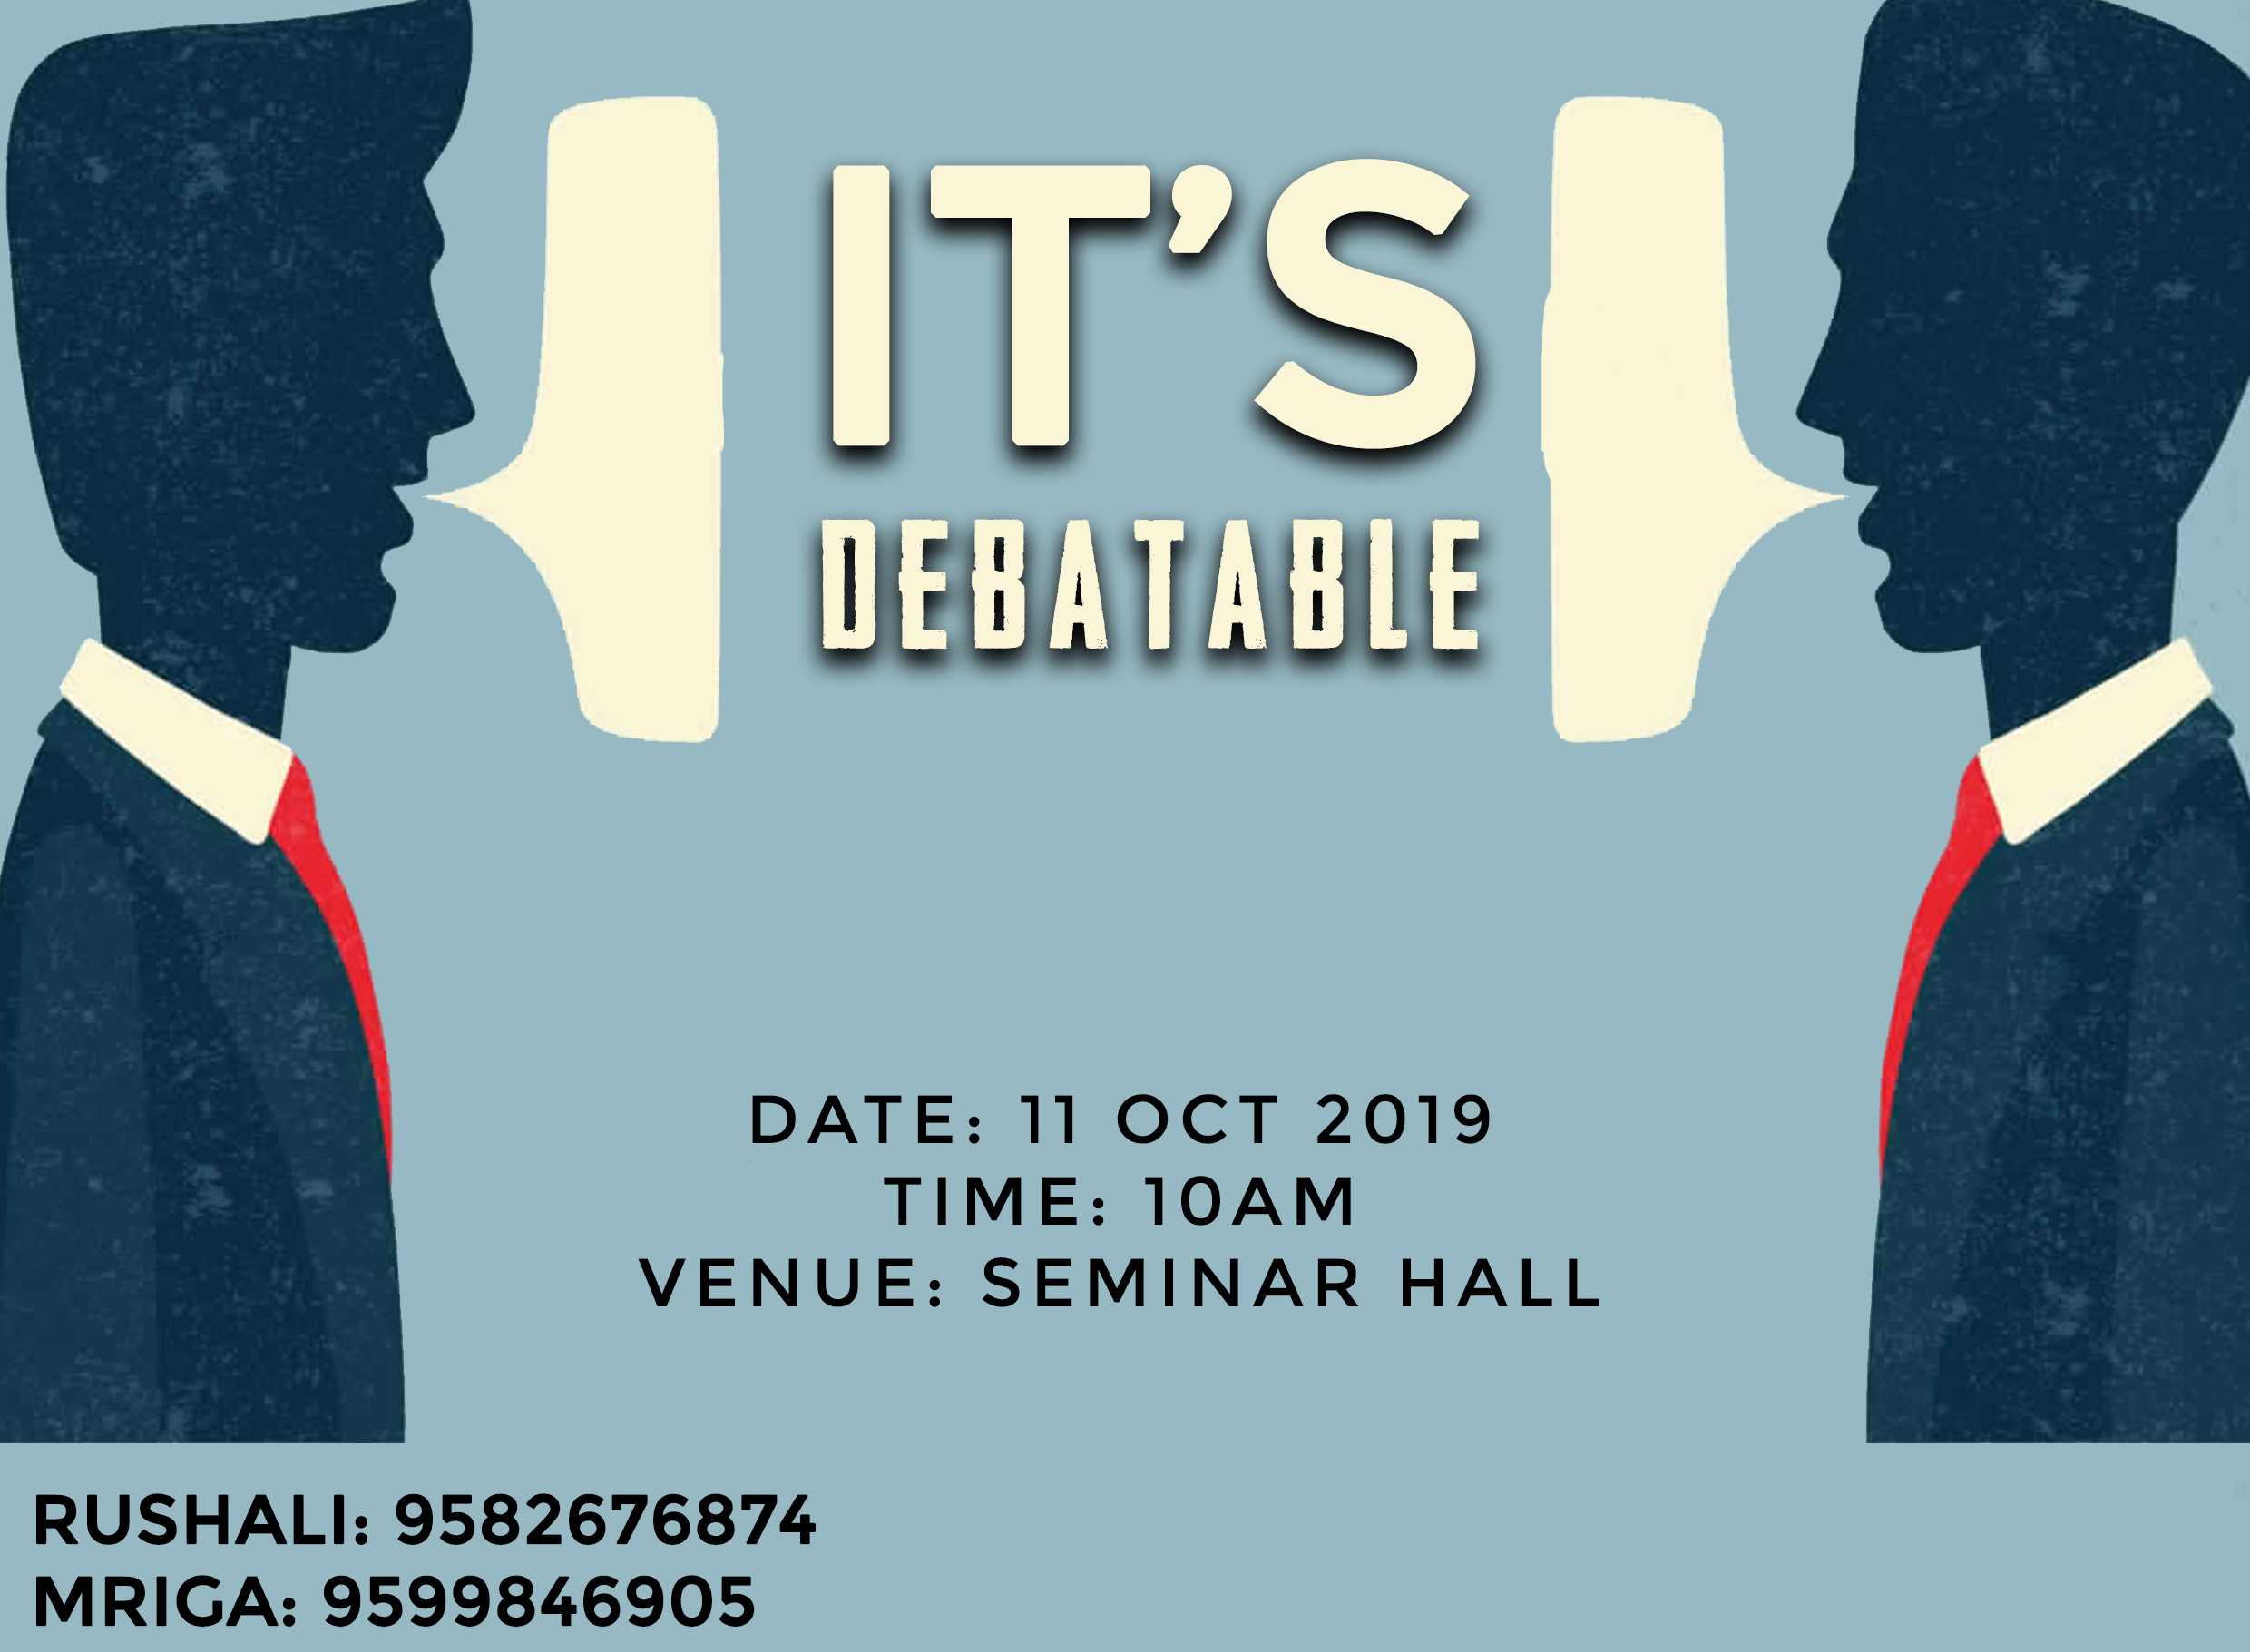 IT'S
DEBATABLE
DATE: 11 OCT 2019
TIME: 10AM
VENUE: SEMINAR HALL
RUSHALI: 9582676874
MRIGA: 9599846905